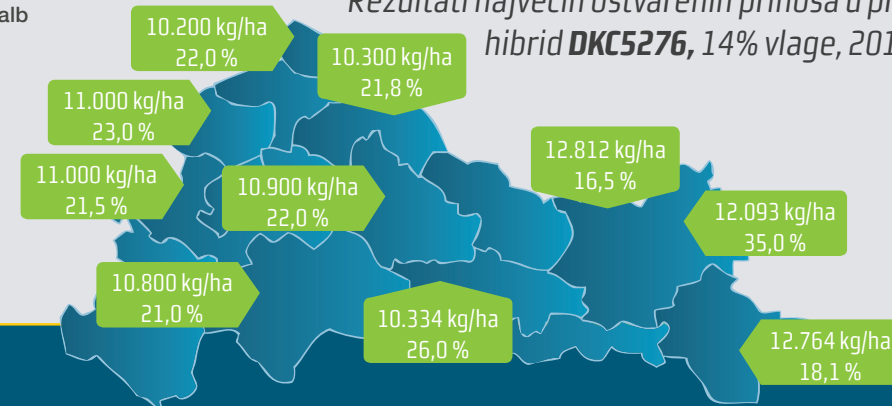 alb
Rezultati najvećih ostvarenih prinosa u
hibrid DKC5276, 14% vlage, 201
10.200 kg/ha
22,0 %
10.300 kg/ha
21,8 %
11.000 kg/ha
23,0 %
12.812 kg/ha
16,5 %
11.000 kg/ha
21,5 %
10.900 kg/ha
22,0 %
12.093 kg/ha
35,0 %
10.800 kg/ha
21,0 %
10.334 kg/ha
26,0 %
12.764 kg/ha
18,1 %